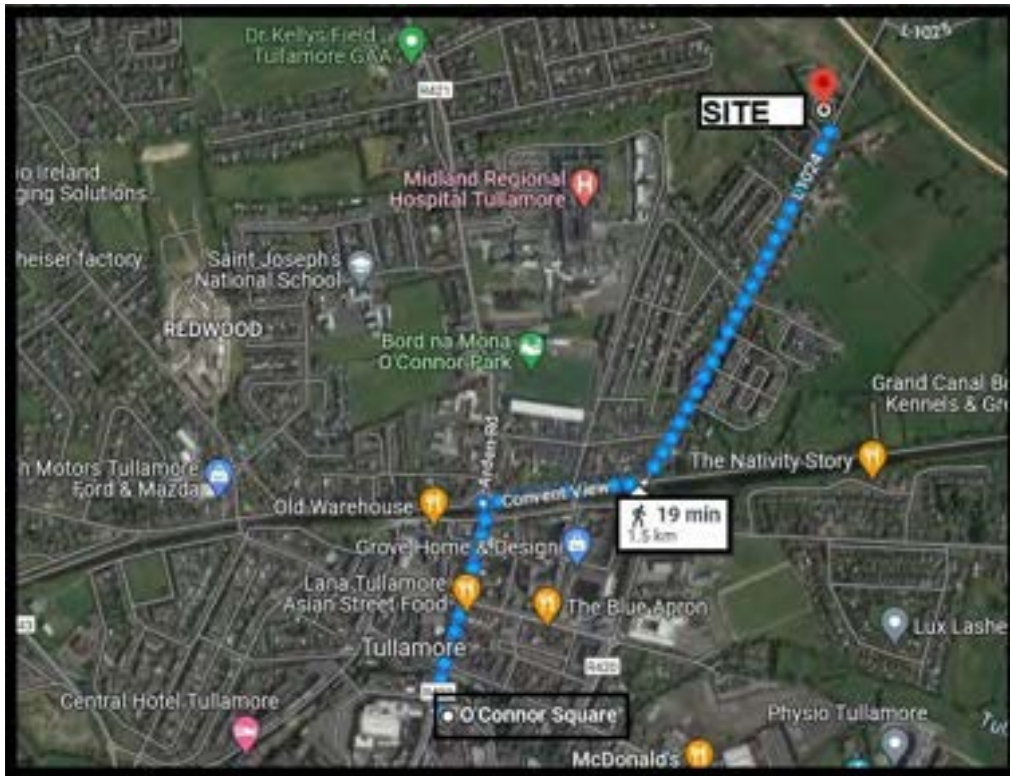 Dr Kellys Field
Tullamore GAA
L-1025
R421
SITE
Midland Regional
Hospital Tullamore
L-1024
io Ireland
ging Solutions
heiser factory
Saint Joseph's
National School
REDWOOD
Bord na Mona
O'Connor Park
Grand Canal B
Kennels & Gr
Arden Rd
n Motors Tullamore
Ford & Mazda
The Nativity Story
Old Warehouse
Convent View
19 min
1.5 km
Grove Home & Design
Lana Tullamore
Asian Street Food
The Blue Apron
Lux Lashe
Tullamore
R420
Central Hotel Tullamore
O'Connor Square
Physio Tullamore
McDonald's